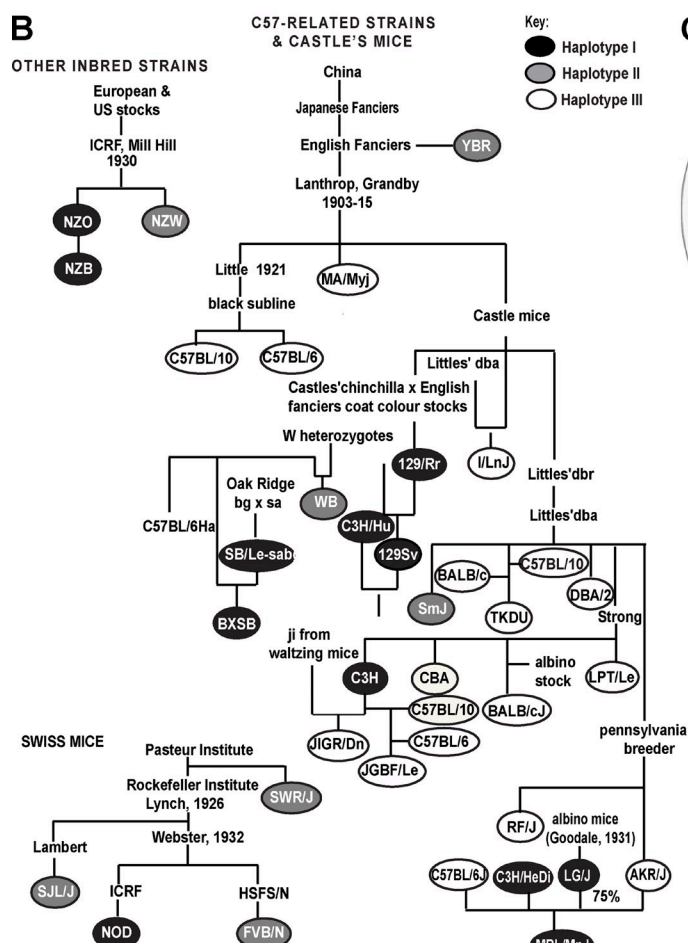 B
C57-RELATED STRAINS
& CASTLE'S MICE
Key:
Haplotype I
Haplotype II
Haplotype III
OTHER INBRED STRAINS
European &
US stocks
ICRF, Mill Hill
1930
NZO
NZW
NZB
China
Japanese Fanciers
English Fanciers
YBR
Lanthrop, Grandby
1903-15
Little 1921
MA/Myj
black subline
C57BL/10
C57BL/6
Castle mice
Littles' dba
Castles'chinchilla x English
fanciers coat colour stocks
W heterozygotes
129/Rr
I/LnJ
Littles'dbr
Oak Ridge
bg x sa
WB
C57BL/6Ha
C3H/Hu
Littles'dba
SB/Le-sabg
129Sv
BALB/c
C57BL/10
DBA/2
SmJ
TKDU
Strong
BXSB
ji from
waltzing mice
C3H
CBA
albino
stock
LPT/Le
C57BL/10
BALB/cJ
JIGR/Dn
C57BL/6
JGBF/Le
pennsylvania
breeder
SWISS MICE
Pasteur Institute
Rockefeller Institute
Lynch, 1926
SWR/J
Lambert
Webster, 1932
SJL/J
ICRF
HSFS/N
NOD
FVB/N
RF/J
albino mice
(Goodale, 1931)
C57BL/6J
C3H/HeDi
LG/J
AKR/J
75%